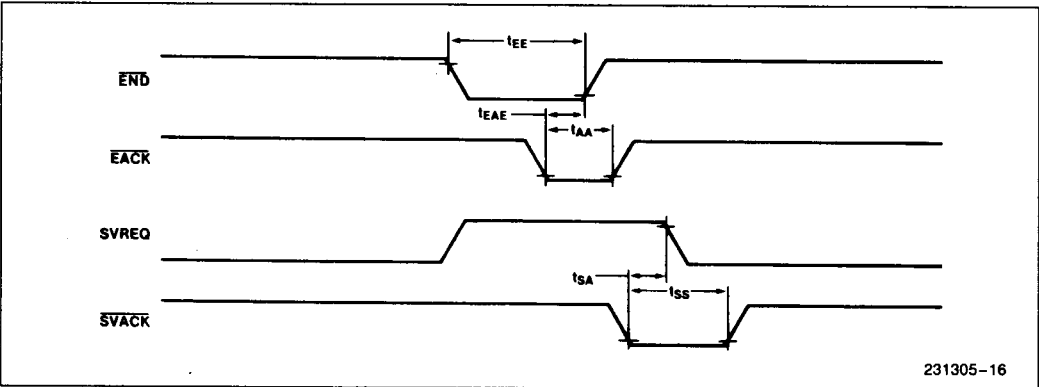 tEE
END
tEAE
tAA
EACK
SVREQ
tSA
tSS
SVACK
231305–16